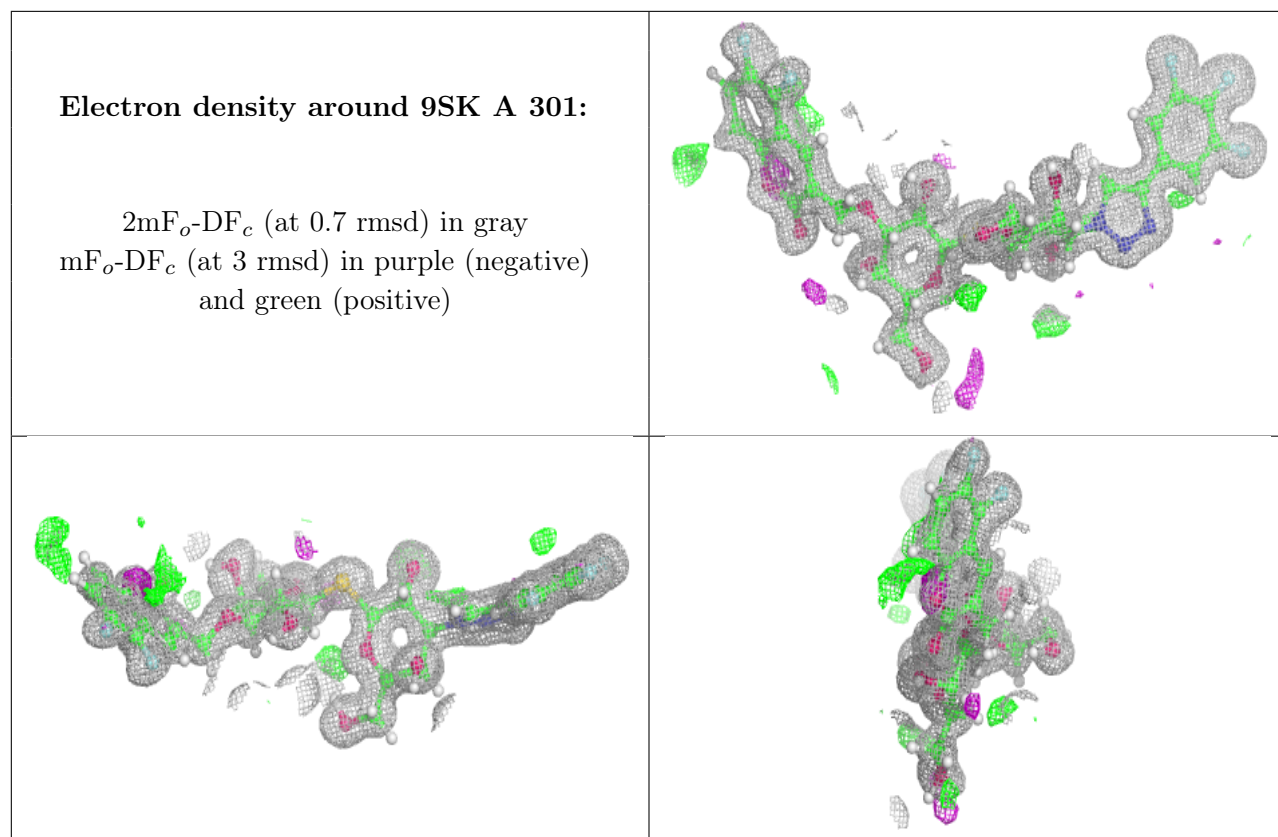 Electron density around 9SK A 301:
2mFo-DFc (at 0.7 rmsd) in gray
mFo-DFc (at 3 rmsd) in purple (negative)
and green (positive)